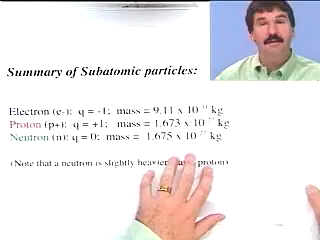 Summary of Subatomic particles:
Electron (e-): q = -1; mass = 9.11 x 10 kg
Proton (p+): q = +1; mass = 1.673 x 10 kg
Neutron (n): q = 0; mass = 1.675 x 10 kg
(Note that a neutron is slightly heavier proton)